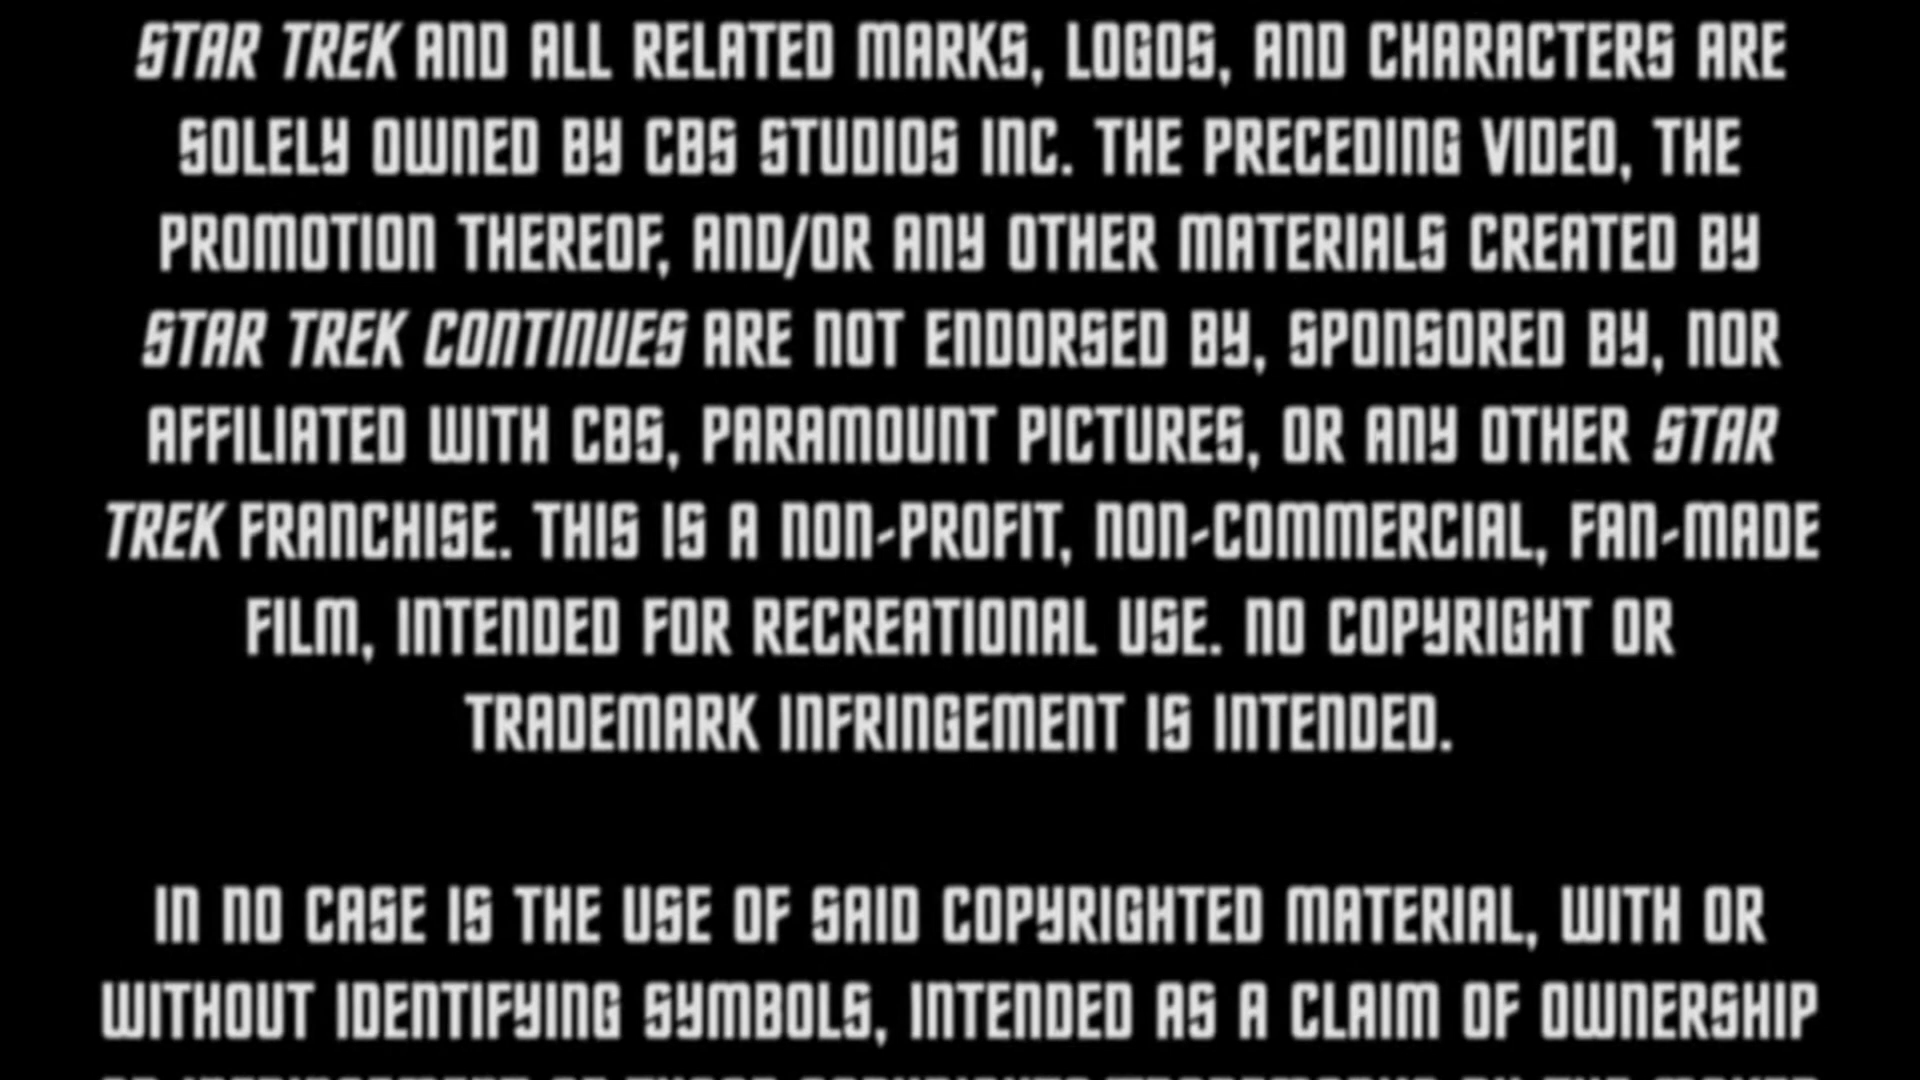 STAR TREK AND ALL RELATED MARKS, LOGOS, AND CHARACTERS ARE
SOLELY OWNED BY CBS STUDIOS INC. THE PRECEDING VIDEO, THE
PROMOTION THEREOF, AND/OR ANY OTHER MATERIALS CREATED BY
STAR TREK CONTINUES ARE NOT ENDORSED BY, SPONSORED BY, NOR
AFFILIATED WITH CBS, PARAMOUNT PICTURES, OR ANY OTHER STAR
TREK FRANCHISE. THIS IS A NON-PROFIT, NON-COMMERCIAL, FAN-MADE
FILM, INTENDED FOR RECREATIONAL USE. NO COPYRIGHT OR
TRADEMARK INFRINGEMENT IS INTENDED.
IN NO CASE IS THE USE OF SAID COPYRIGHTED MATERIAL, WITH OR
WITHOUT IDENTIFYING SYMBOLS, INTENDED AS A CLAIM OF OWNERSHIP